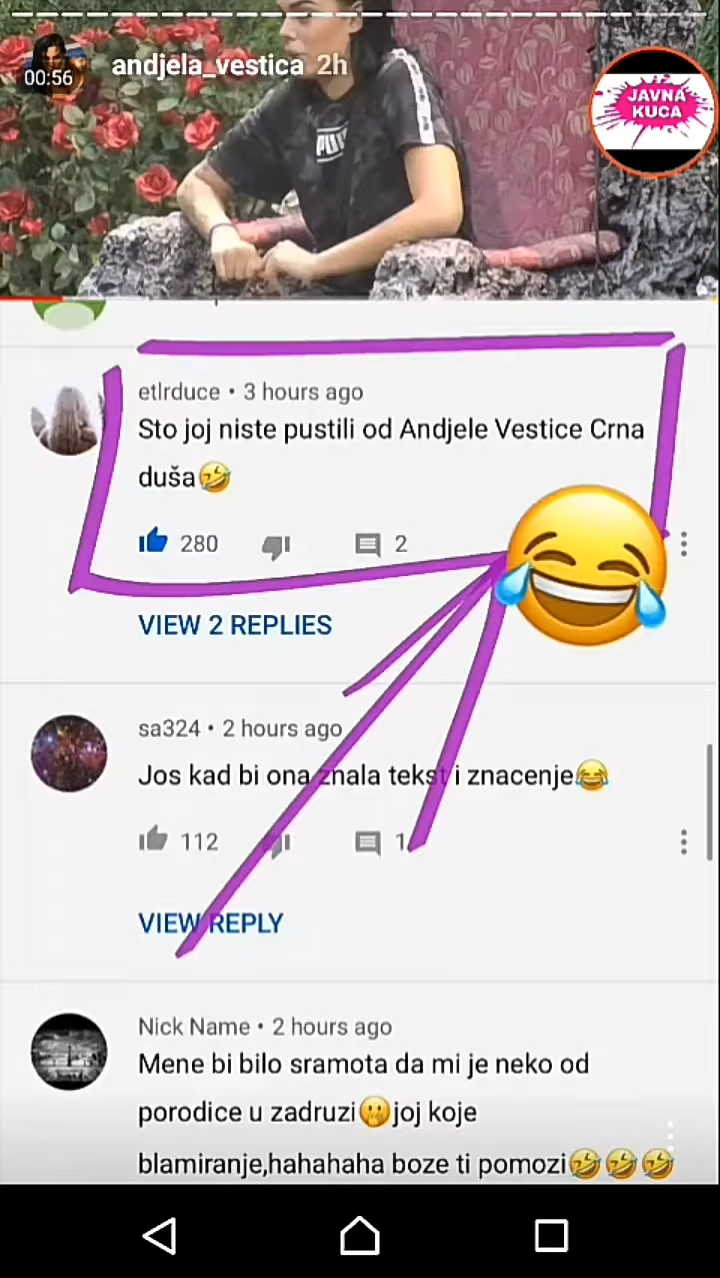 andjela_vestica 2h
00:56
JAVNA
KUCA
etlrduce • 3 hours ago
Sto joj niste pustili od Andjele Vestice Crna
duša🤣
280
2
VIEW 2 REPLIES
sa324 • 2 hours ago
Jos kad bi ona znala tekst i znacenje😂
112
1
VIEW REPLY
Nick Name • 2 hours ago
Mene bi bilo sramota da mi je neko od
porodice u zadruzi🤭joj koje
blamiranje,hahahaha boze ti pomozi🤣🤣🤣